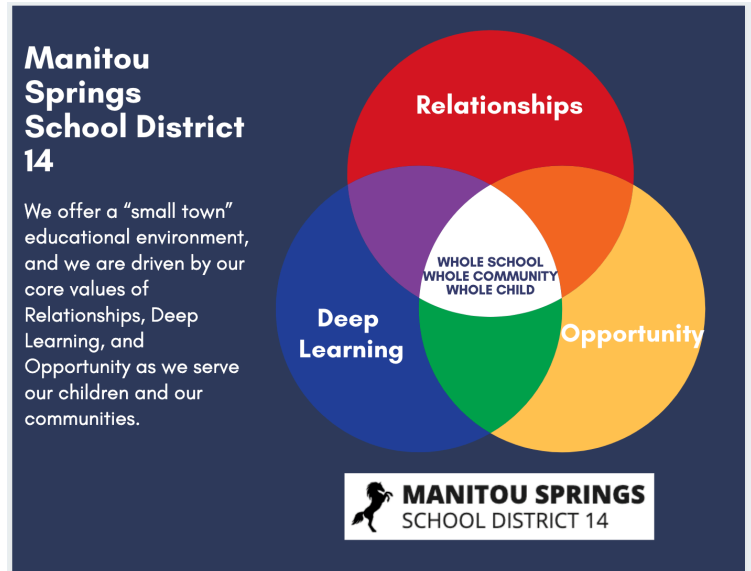 Manitou
Springs
School District
14
We offer a “small town”
educational environment,
and we are driven by our
core values of
Relationships, Deep
Learning, and
Opportunity as we serve
our children and our
communities.
Relationships
WHOLE SCHOOL
WHOLE COMMUNITY
WHOLE CHILD
Deep
Learning
Opportunity
MANITOU SPRINGS
SCHOOL DISTRICT 14